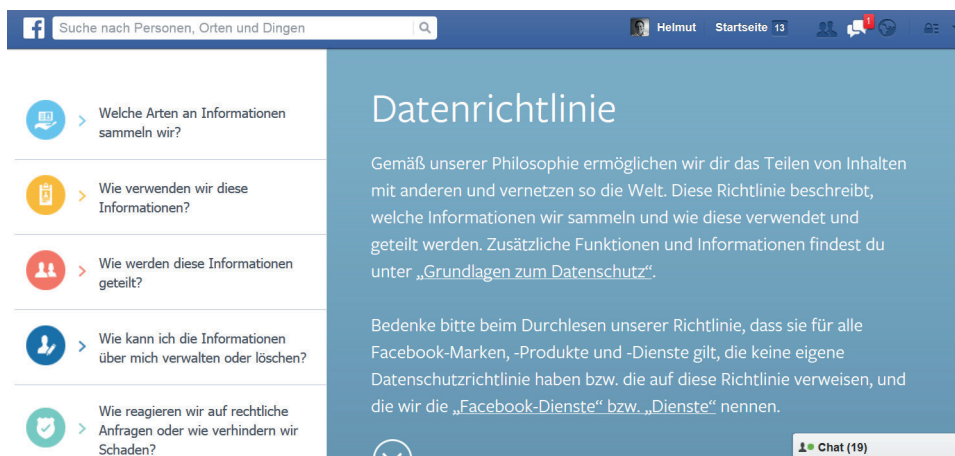 f Suche nach Personen, Orten und Dingen Helmut Startseite 13 1
Welche Arten an Informationen
sammeln wir?
Wie verwenden wir diese
Informationen?
Wie werden diese Informationen
geteilt?
Wie kann ich die Informationen
über mich verwalten oder löschen?
Wie reagieren wir auf rechtliche
Anfragen oder wie verhindern wir
Schaden?
Datenrichtlinie
Gemäß unserer Philosophie ermöglichen wir dir das Teilen von Inhalten
mit anderen und vernetzen so die Welt. Diese Richtlinie beschreibt,
welche Informationen wir sammeln und wie diese verwendet und
geteilt werden. Zusätzliche Funktionen und Informationen findest du
unter „Grundlagen zum Datenschutz“.
Bedenke bitte beim Durchlesen unserer Richtlinie, dass sie für alle
Facebook-Marken, -Produkte und -Dienste gilt, die keine eigene
Datenschutzrichtlinie haben bzw. die auf diese Richtlinie verweisen, und
die wir die „Facebook-Dienste“ bzw. „Dienste“ nennen.
Chat (19)